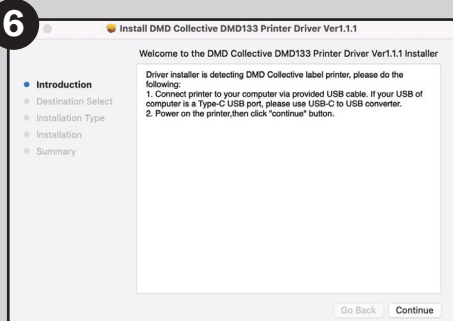 6
Install DMD Collective DMD133 Printer Driver Ver1.1.1
Welcome to the DMD Collective DMD133 Printer Driver Ver1.1.1 Installer
Introduction
Destination Select
Installation Type
Installation
Summary
Driver installer is detecting DMD Collective label printer, please do the
following:
1. Connect printer to your computer via provided USB cable. If your USB of
computer is a Type-C USB port, please use USB-C to USB converter.
2. Power on the printer,then click "continue" button.
Go Back
Continue